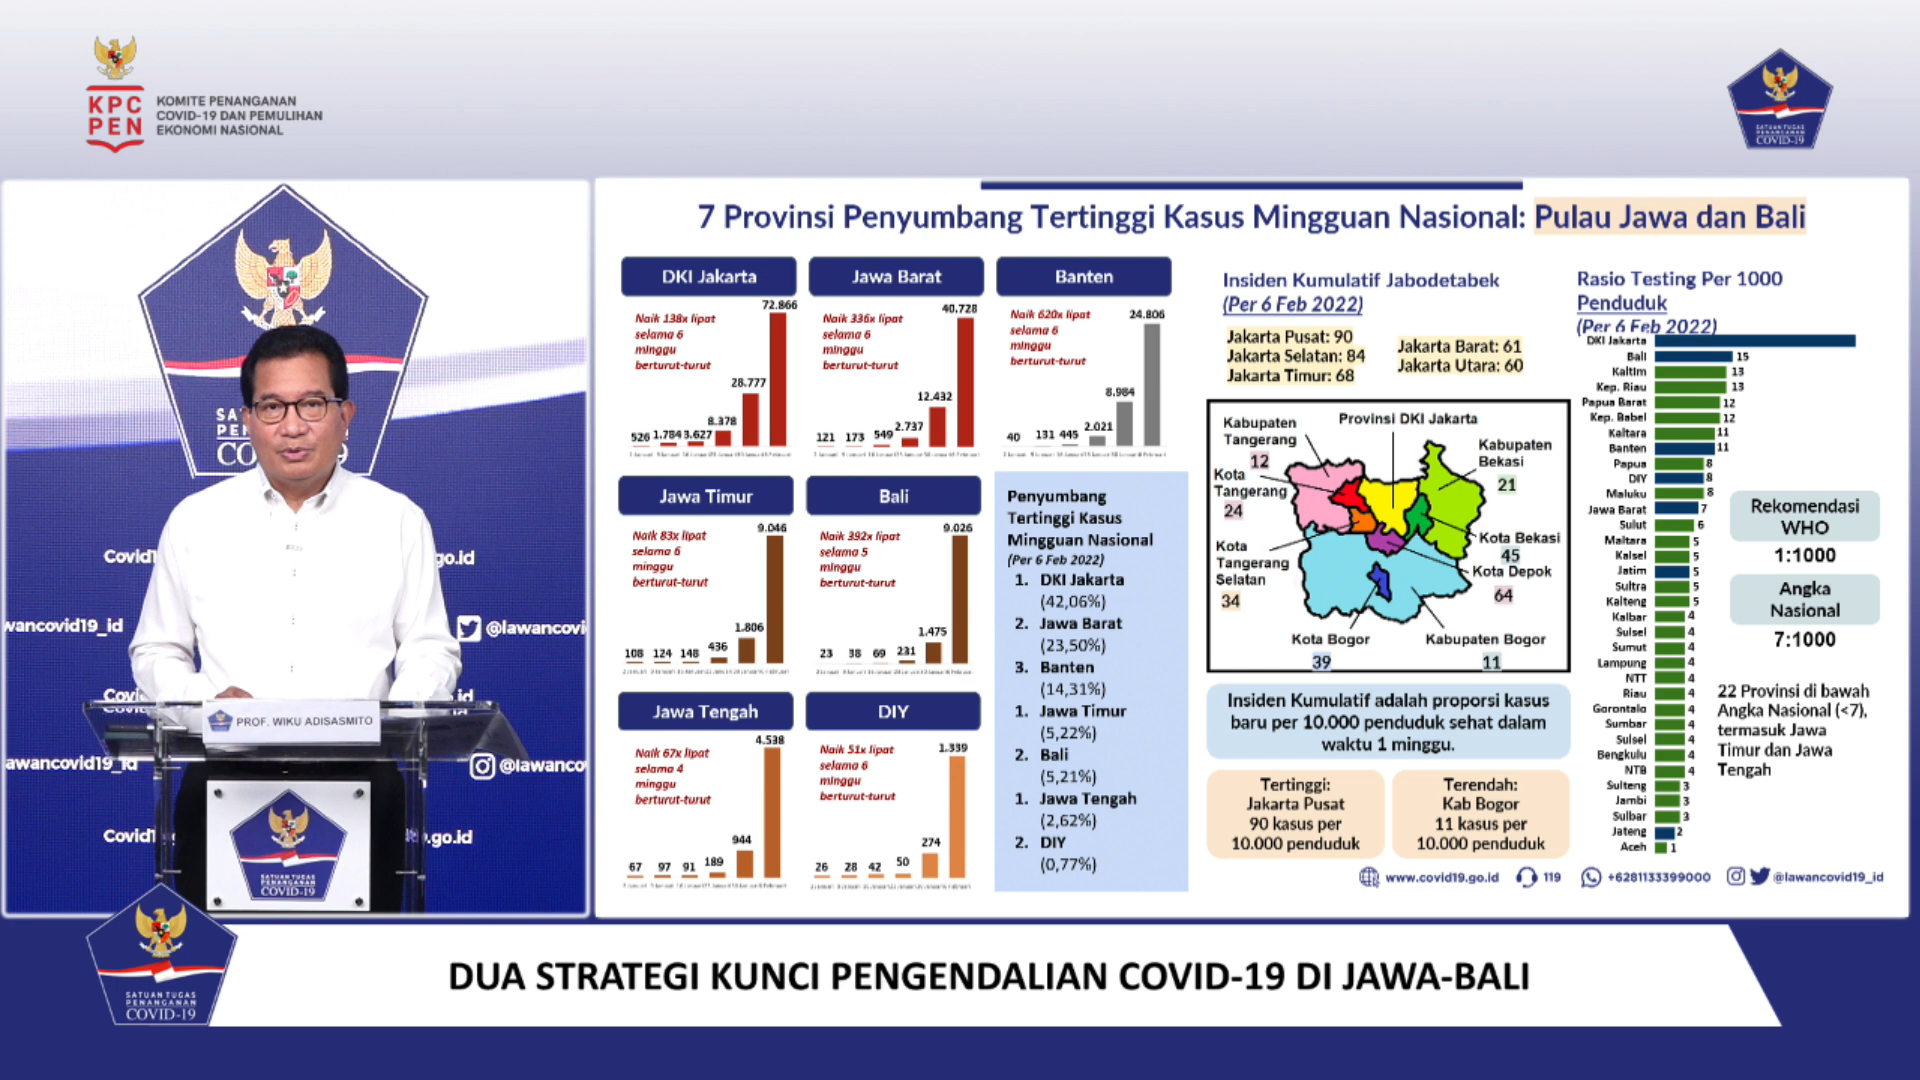 KPC
PEN
KOMITE PENANGANAN
COVID-19 DAN PEMULIHAN
EKONOMI NASIONAL
SATUAN TUGAS
PENANGANAN
COVID-19
PROF. WIKU ADISASMITO
wancovid19_id
@lawancovi
awancovid19_id
@lawanco
go.id
SATUAN TUGAS
PENANGANAN
COVID-19
7 Provinsi Penyumbang Tertinggi Kasus Mingguan Nasional: Pulau Jawa dan Bali
DKI Jakarta
Naik 138x lipat
selama 6
minggu
berturut-turut
526 1.784 3.627 8.378 28.777 72.866
Jawa Barat
Naik 336x lipat
selama 6
minggu
berturut-turut
121 173 549 2.737 12.432 40.728
Banten
Naik 620x lipat
selama 6
minggu
berturut-turut
40 131 445 2.021 8.984 24.806
Jawa Timur
Naik 83x lipat
selama 6
minggu
berturut-turut
108 124 148 436 1.806 9.046
Bali
Naik 392x lipat
selama 5
minggu
berturut-turut
23 38 69 231 1.475 9.026
Jawa Tengah
Naik 67x lipat
selama 4
minggu
berturut-turut
67 97 91 189 944 4.538
DIY
Naik 51x lipat
selama 6
minggu
berturut-turut
26 28 42 50 274 1.339
Penyumbang
Tertinggi Kasus
Mingguan Nasional
(Per 6 Feb 2022)
1. DKI Jakarta
(42,06%)
2. Jawa Barat
(23,50%)
3. Banten
(14,31%)
1. Jawa Timur
(5,22%)
2. Bali
(5,21%)
1. Jawa Tengah
(2,62%)
2. DIY
(0,77%)
Insiden Kumulatif Jabodetabek
(Per 6 Feb 2022)
Jakarta Pusat: 90
Jakarta Selatan: 84
Jakarta Timur: 68
Jakarta Barat: 61
Jakarta Utara: 60
Provinsi DKI Jakarta
Kabupaten
Tangerang
12
Kota
Tangerang
24
Kota
Tangerang
Selatan
34
Kabupaten
Bekasi
21
Kota Bekasi
45
Kota Depok
64
Kota Bogor
39
Kabupaten Bogor
11
Insiden Kumulatif adalah proporsi kasus
baru per 10.000 penduduk sehat dalam
waktu 1 minggu.
Tertinggi:
Jakarta Pusat
90 kasus per
10.000 penduduk
Terendah:
Kab Bogor
11 kasus per
10.000 penduduk
Rasio Testing Per 1000
Penduduk
(Per 6 Feb 2022)
DKI Jakarta
Bali 15
Kaltim 13
Kep. Riau 13
Papua Barat 12
Kep. Babel 12
Kaltara 11
Banten 11
Papua 8
DIY 8
Maluku 8
Jawa Barat 7
Sulut 6
Maltara 5
Kalsel 5
Jatim 5
Sultra 5
Kalteng 5
Kalbar 4
Sulsel 4
Sumut 4
Lampung 4
NTT 4
Riau 4
Gorontalo 4
Sumbar 4
Sulsel 4
Bengkulu 4
NTB 4
Sulteng 3
Jambi 3
Sulbar 3
Jateng 2
Aceh 1
Rekomendasi
WHO
1:1000
Angka
Nasional
7:1000
22 Provinsi di bawah
Angka Nasional (<7),
termasuk Jawa
Timur dan Jawa
Tengah
www.covid19.go.id 119 +6281133399000 @lawancovid19_id
SATUAN TUGAS
PENANGANAN
COVID-19
DUA STRATEGI KUNCI PENGENDALIAN COVID-19 DI JAWA-BALI